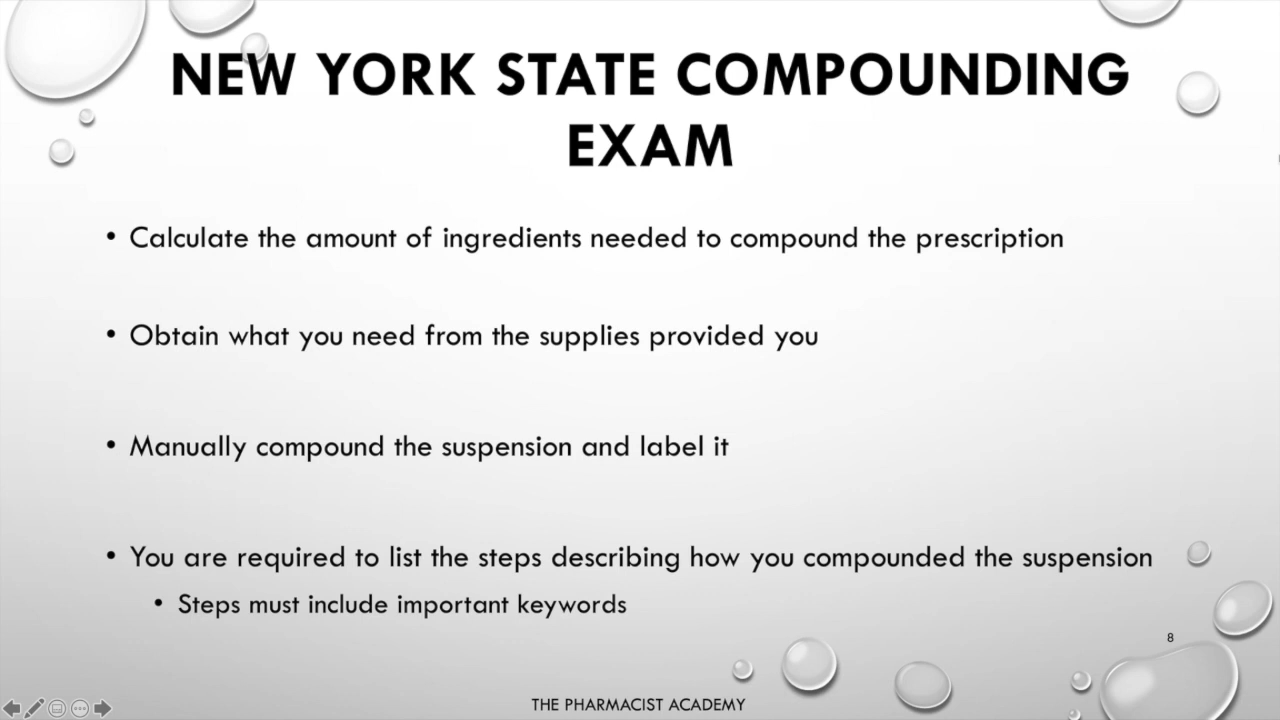 NEW YORK STATE COMPOUNDING
EXAM
• Calculate the amount of ingredients needed to compound the prescription
• Obtain what you need from the supplies provided you
• Manually compound the suspension and label it
• You are required to list the steps describing how you compounded the suspension
• Steps must include important keywords
8
THE PHARMACIST ACADEMY